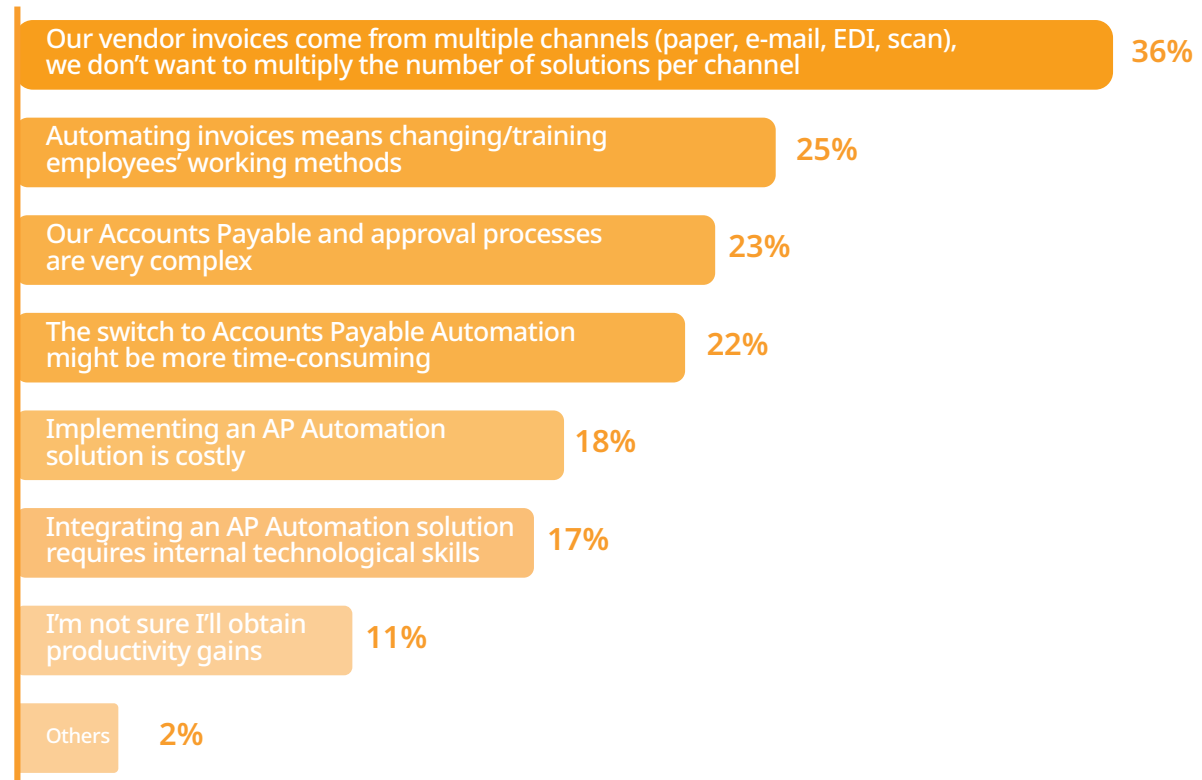 Our vendor invoices come from multiple channels (paper, e-mail, EDI, scan),
we don’t want to multiply the number of solutions per channel
36%
Automating invoices means changing/training
employees’ working methods
25%
Our Accounts Payable and approval processes
are very complex
23%
The switch to Accounts Payable Automation
might be more time-consuming
22%
Implementing an AP Automation
solution is costly
18%
Integrating an AP Automation solution
requires internal technological skills
17%
I’m not sure I’ll obtain
productivity gains
11%
Others
2%